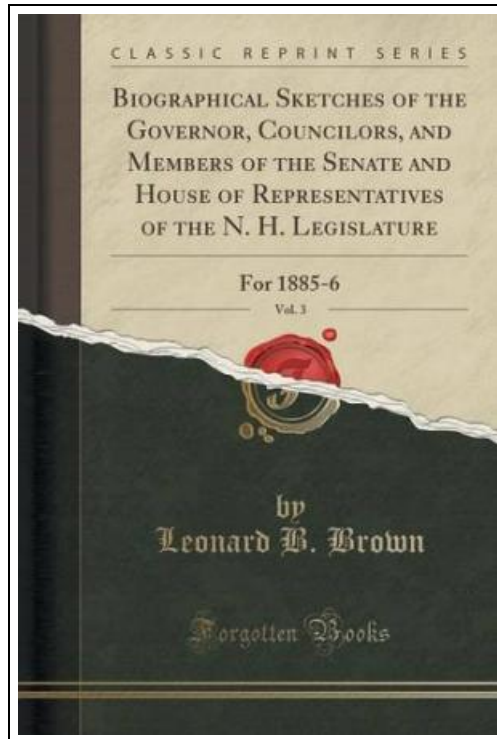 CLASSIC REPRINT SERIES
BIOGRAPHICAL SKETCHES OF THE
GOVERNOR, COUNCILORS, AND
MEMBERS OF THE SENATE AND
HOUSE OF REPRESENTATIVES
OF THE N. H. LEGISLATURE
For 1885-6
Vol. 3
by
Leonard B. Brown
Forgotten Books